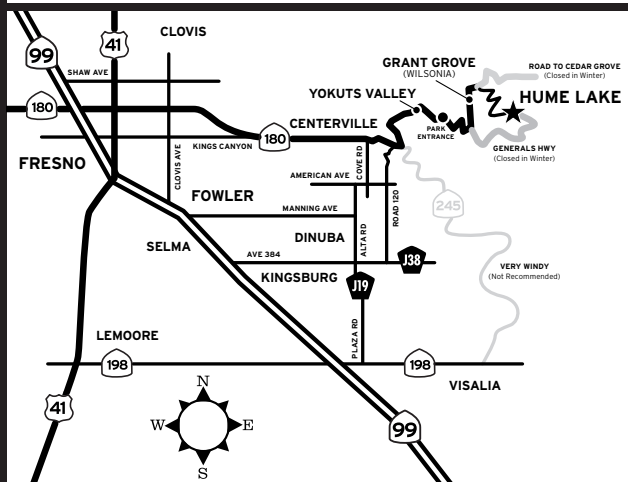 41
CLOVIS
99
SHAW AVE
GRANT GROVE
(WILSONIA)
ROAD TO CEDAR GROVE
(Closed in Winter)
YOKUTS VALLEY
HUME LAKE
180
CENTERVILLE
PARK
ENTRANCE
180
KINGS CANYON
GENERALS HWY
(Closed in Winter)
FRESNO
CLOVIS AVE
COVE RD
AMERICAN AVE
FOWLER
ROAD 120
245
MANNING AVE
SELMA
DINUBA
ALTA RD
AVE 384
J38
KINGSBURG
VERY WINDY
(Not Recommended)
J19
LEMOORE
PLAZA RD
198
198
VISALIA
N
41
W
E
99
S